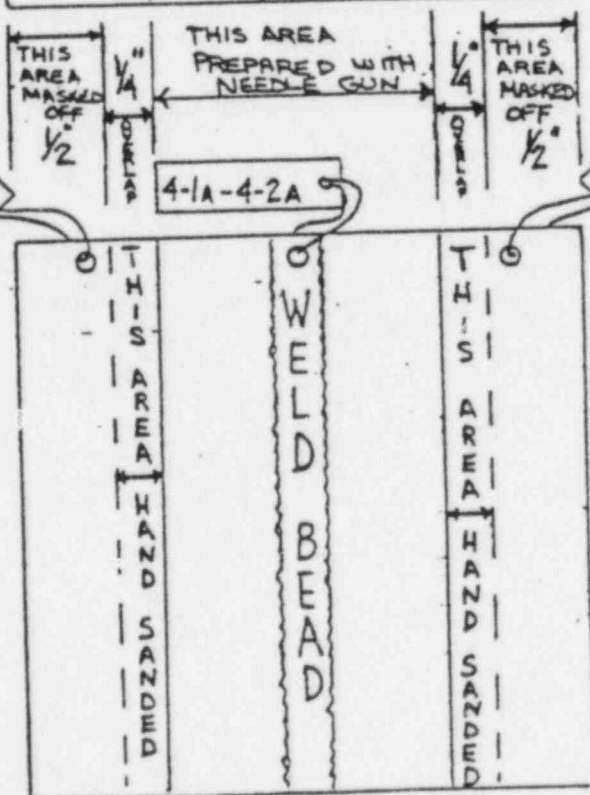 THIS
AREA
MASKED
OFF
1/2"
1/4"
OVERLAP
THIS AREA
PREPARED WITH
NEEDLE GUN
1/4"
OVERLAP
THIS
AREA
MASKED
OFF
1/2"
4-1A-4-2A
THIS AREA HAND SANDED
WELD BEAD
THIS AREA HAND SANDED